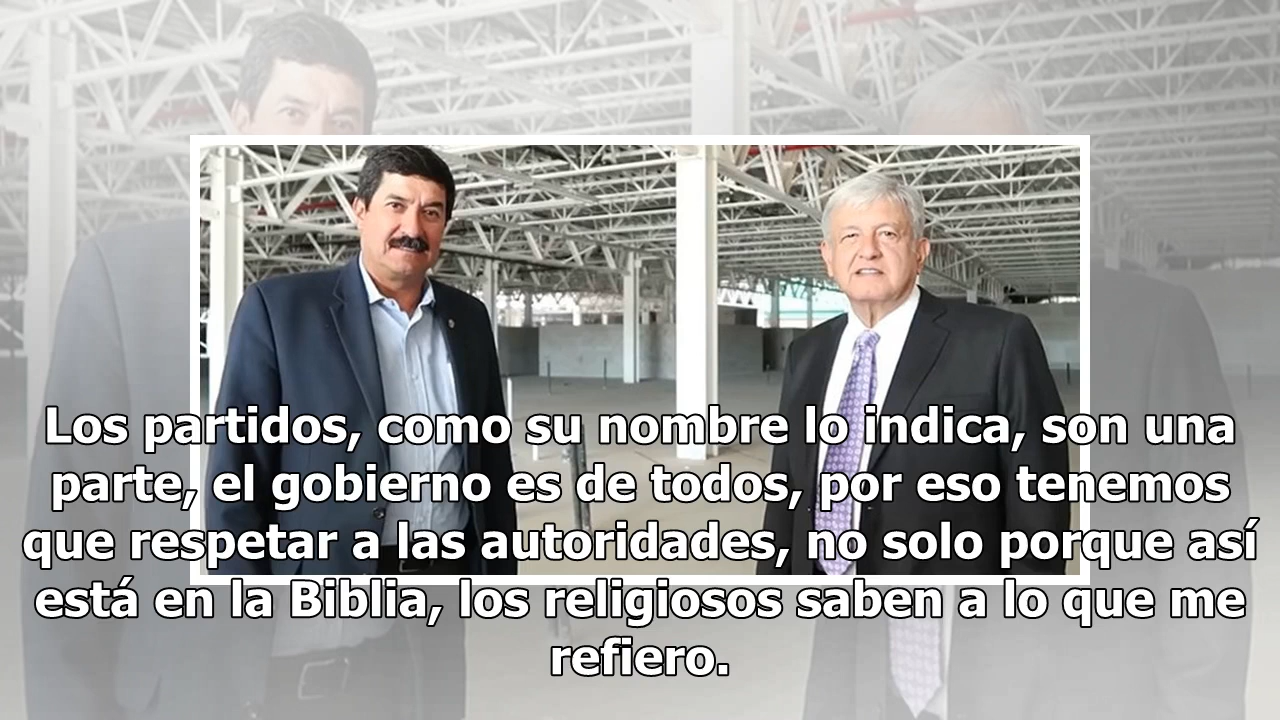 Los partidos, como su nombre lo indica, son una
parte, el gobierno es de todos, por eso tenemos
que respetar a las autoridades, no solo porque así
está en la Biblia, los religiosos saben a lo que me
refiero.